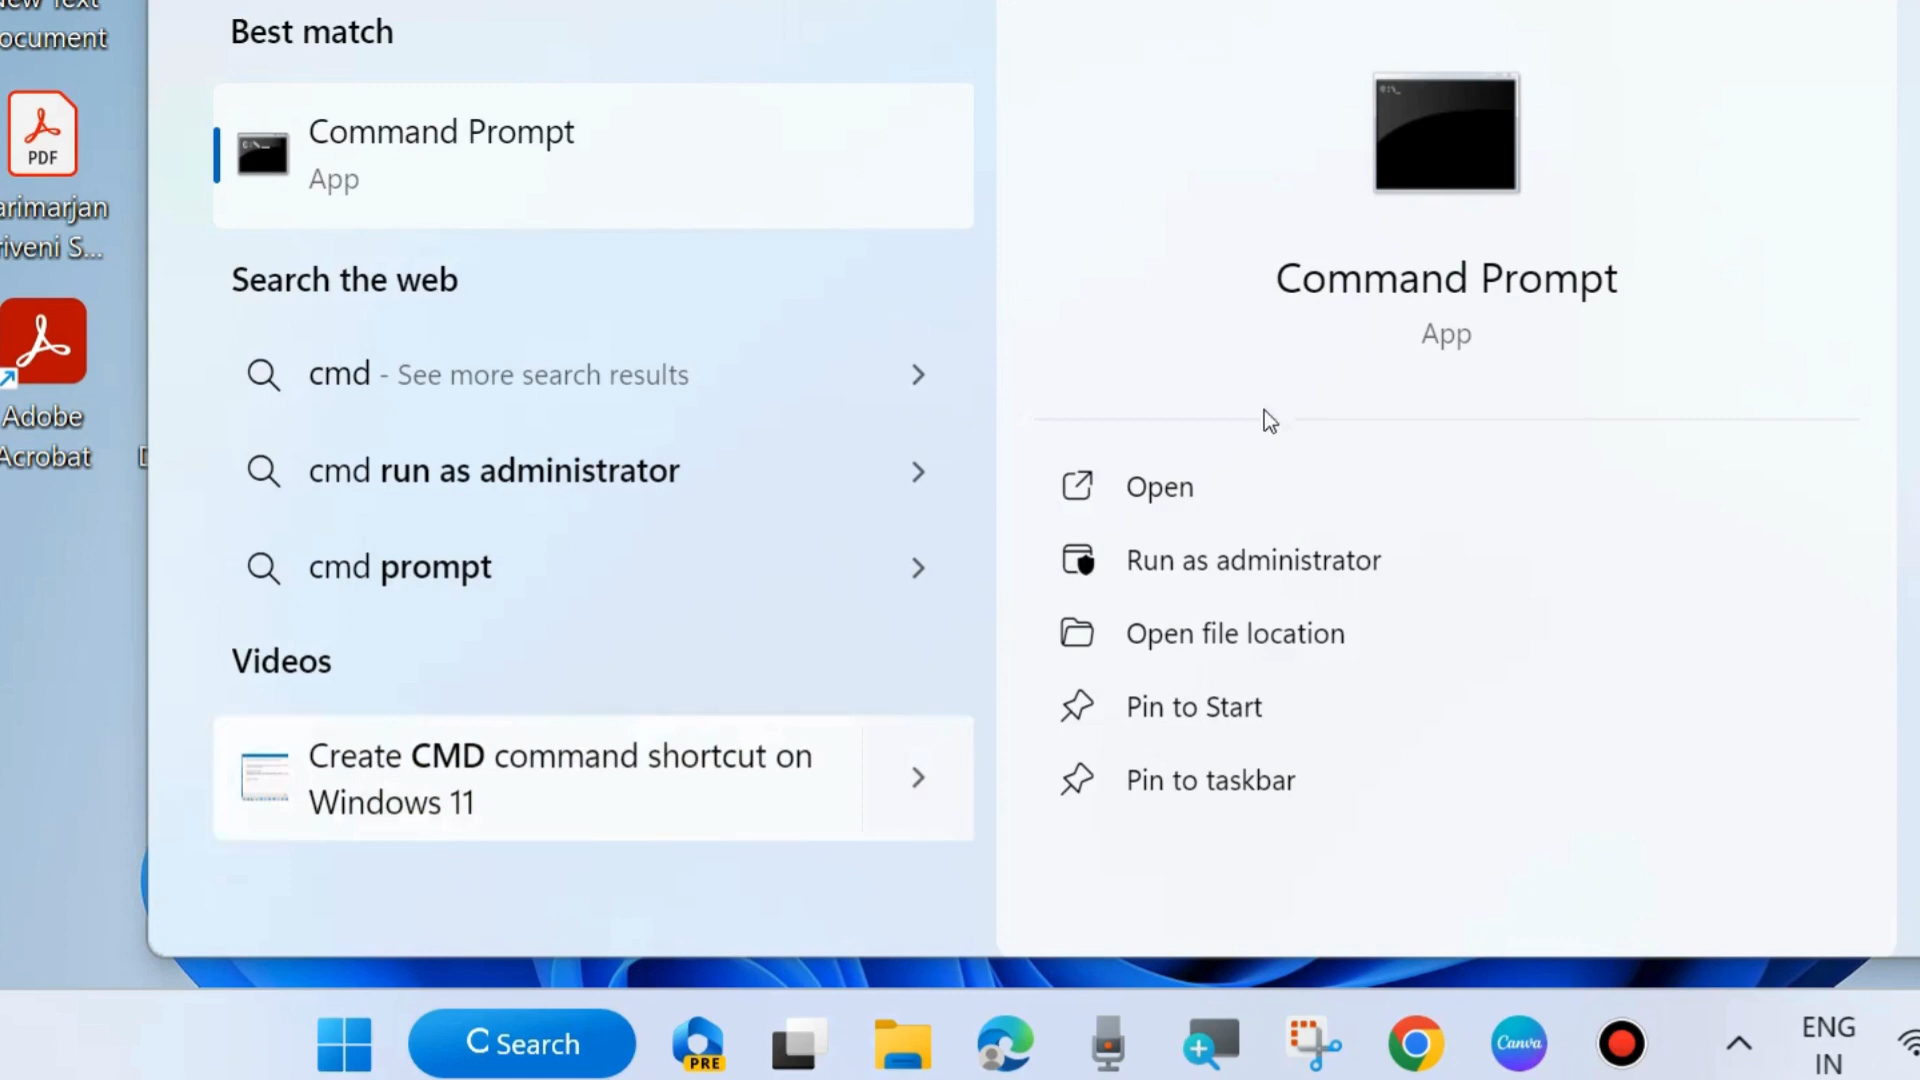 ocument
PDF
arimarjan
riveni S...
Adobe
Acrobat
Best match
Command Prompt
App
Search the web
cmd - See more search results
cmd run as administrator
cmd prompt
Videos
Create CMD command shortcut on
Windows 11
Command Prompt
App
Open
Run as administrator
Open file location
Pin to Start
Pin to taskbar
Search
PRE
Canva
ENG
IN